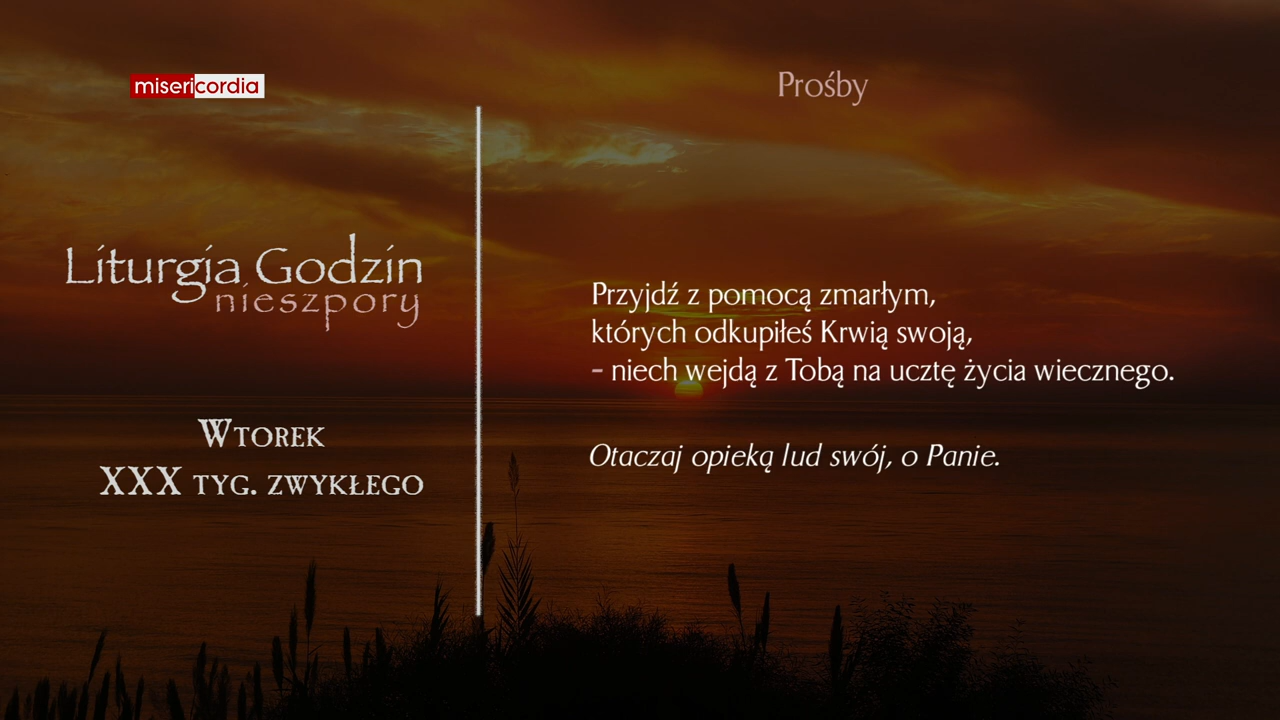 misericordia
Prośby
Liturgia Godzin
nieszpory
Wtorek
XXX tyg. zwykłego
Przyjdź z pomocą zmarłym,
których odkupiłeś Krwią swoją,
- niech wejdą z Tobą na ucztę życia wiecznego.
Otaczaj opieką lud swój, o Panie.